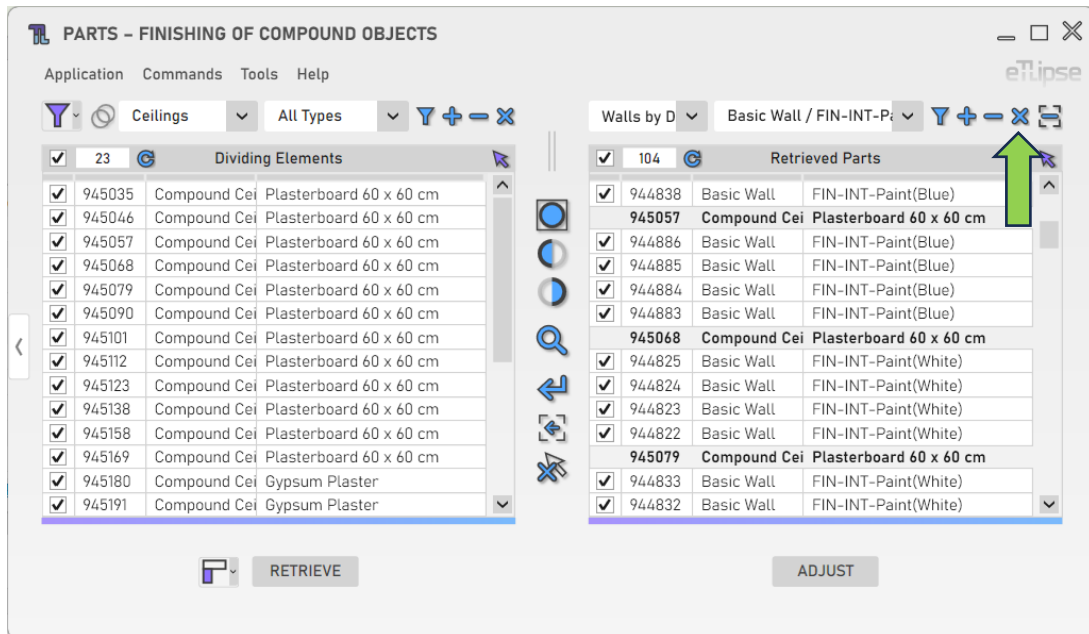 PARTS – FINISHING OF COMPOUND OBJECTS
Application Commands Tools Help
eTLipse
Ceilings All Types
Walls by D Basic Wall / FIN-INT-Pa
23 Dividing Elements
945035 Compound Cei Plasterboard 60 x 60 cm
945046 Compound Cei Plasterboard 60 x 60 cm
945057 Compound Cei Plasterboard 60 x 60 cm
945068 Compound Cei Plasterboard 60 x 60 cm
945079 Compound Cei Plasterboard 60 x 60 cm
945090 Compound Cei Plasterboard 60 x 60 cm
945101 Compound Cei Plasterboard 60 x 60 cm
945112 Compound Cei Plasterboard 60 x 60 cm
945123 Compound Cei Plasterboard 60 x 60 cm
945138 Compound Cei Plasterboard 60 x 60 cm
945158 Compound Cei Plasterboard 60 x 60 cm
945169 Compound Cei Plasterboard 60 x 60 cm
945180 Compound Cei Gypsum Plaster
945191 Compound Cei Gypsum Plaster
104 Retrieved Parts
944838 Basic Wall FIN-INT-Paint(Blue)
945057 Compound Cei Plasterboard 60 x 60 cm
944886 Basic Wall FIN-INT-Paint(Blue)
944885 Basic Wall FIN-INT-Paint(Blue)
944884 Basic Wall FIN-INT-Paint(Blue)
944883 Basic Wall FIN-INT-Paint(Blue)
945068 Compound Cei Plasterboard 60 x 60 cm
944825 Basic Wall FIN-INT-Paint(White)
944824 Basic Wall FIN-INT-Paint(White)
944823 Basic Wall FIN-INT-Paint(White)
944822 Basic Wall FIN-INT-Paint(White)
945079 Compound Cei Plasterboard 60 x 60 cm
944833 Basic Wall FIN-INT-Paint(White)
944832 Basic Wall FIN-INT-Paint(White)
RETRIEVE
ADJUST